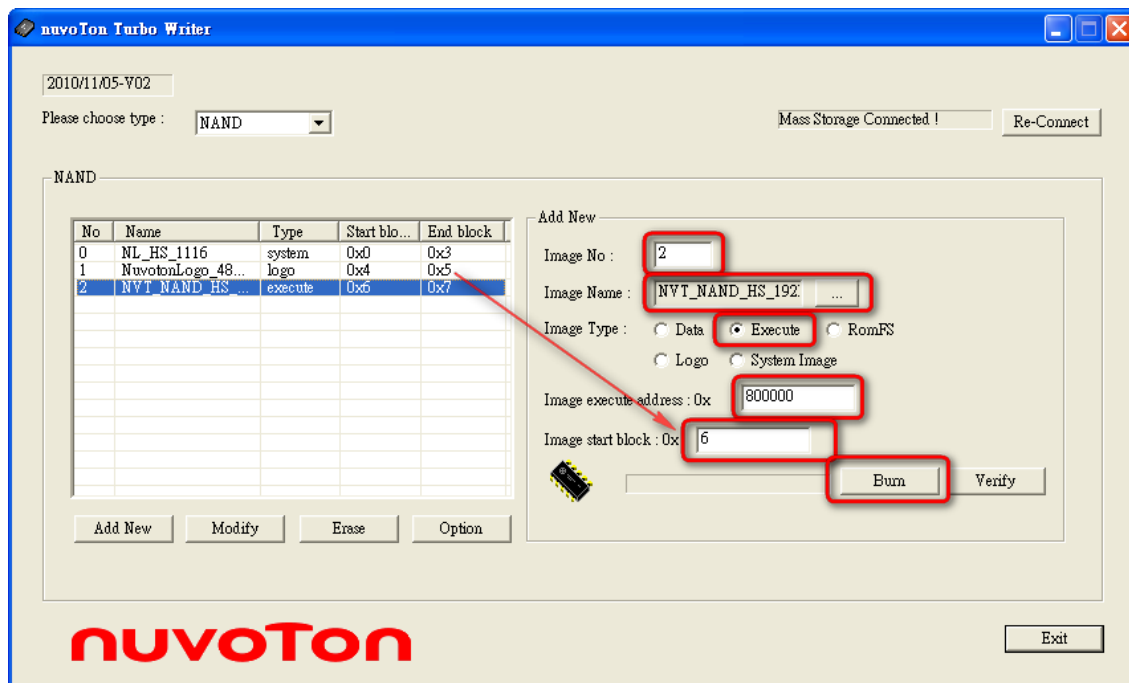 nuvoTon Turbo Writer
2010/11/05-V02
Please choose type : NAND
Mass Storage Connected ! Re-Connect
NAND
No Name Type Start blo... End block
0 NL_HS_1116 system 0x0 0x3
1 NuvotonLogo_48... logo 0x4 0x5
2 NVT_NAND_HS_... execute 0x6 0x7
Add New Modify Erase Option
Add New
Image No : 2
Image Name : NVT_NAND_HS_192 ...
Image Type : Data Execute RomFS
Logo System Image
Image execute address : 0x 800000
Image start block : 0x 6
Burn Verify
nuvoTon
Exit